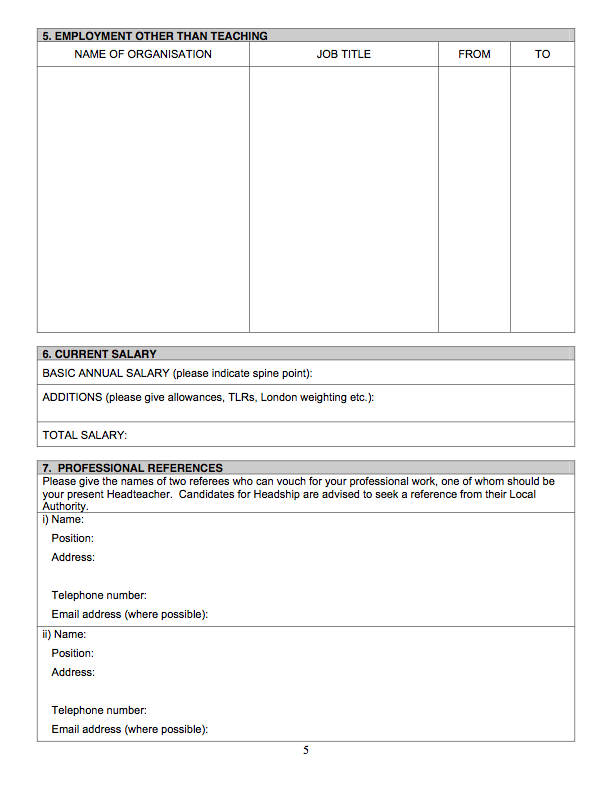 5. EMPLOYMENT OTHER THAN TEACHING
NAME OF ORGANISATION JOB TITLE FROM TO
6. CURRENT SALARY
BASIC ANNUAL SALARY (please indicate spine point):
ADDITIONS (please give allowances, TLRs, London weighting etc.):
TOTAL SALARY:
7. PROFESSIONAL REFERENCES
Please give the names of two referees who can vouch for your professional work, one of whom should be
your present Headteacher. Candidates for Headship are advised to seek a reference from their Local
Authority.
i) Name:
Position:
Address:
Telephone number:
Email address (where possible):
ii) Name:
Position:
Address:
Telephone number:
Email address (where possible):
5